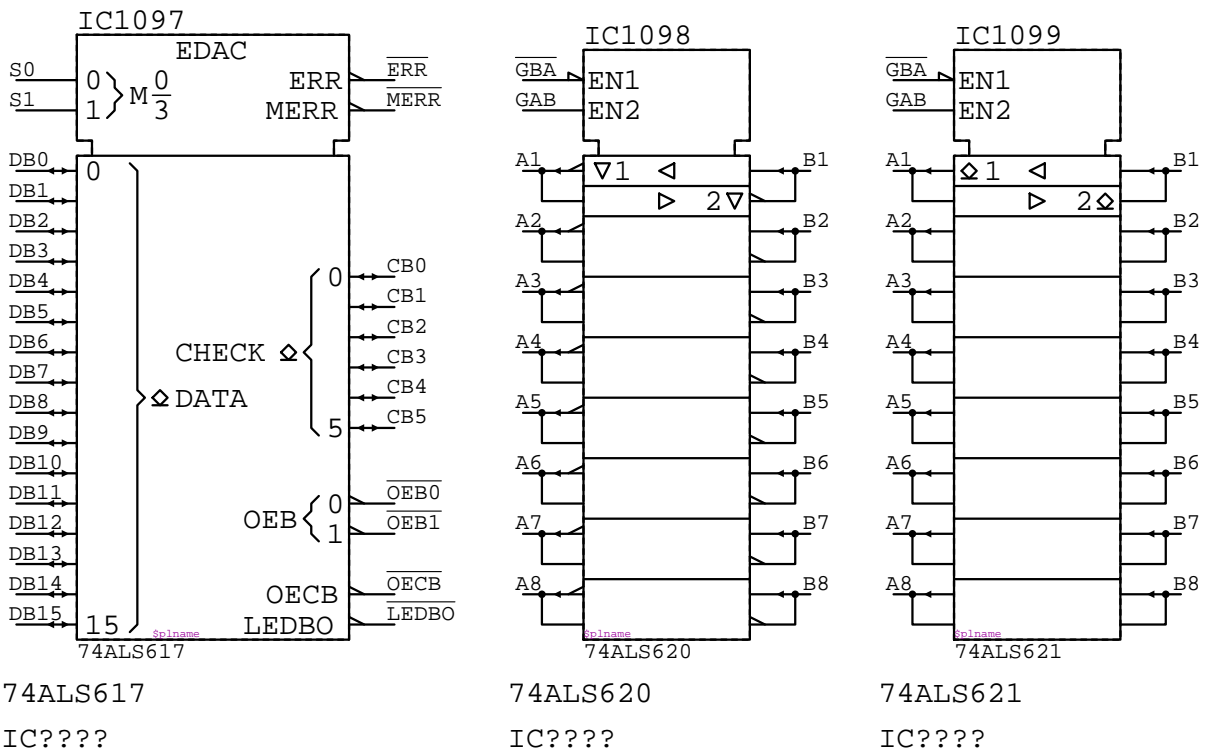 IC1097
EDAC
S0
S1
0
1
M 0
3
ERR
MERR
ERR
MERR
DB0
DB1
DB2
DB3
DB4
DB5
DB6
DB7
DB8
DB9
DB10
DB11
DB12
DB13
DB14
DB15
0
15
DATA
CHECK
0
5
CB0
CB1
CB2
CB3
CB4
CB5
OEB
0
1
OEB0
OEB1
OECB
OECB
LEDBO
LEDBO
$plname
74ALS617
74ALS617
IC????
IC1098
GBA
GAB
EN1
EN2
A1
A2
A3
A4
A5
A6
A7
A8
1
2
B1
B2
B3
B4
B5
B6
B7
B8
$plname
74ALS620
74ALS620
IC????
IC1099
GBA
GAB
EN1
EN2
A1
A2
A3
A4
A5
A6
A7
A8
1
2
B1
B2
B3
B4
B5
B6
B7
B8
$plname
74ALS621
74ALS621
IC????